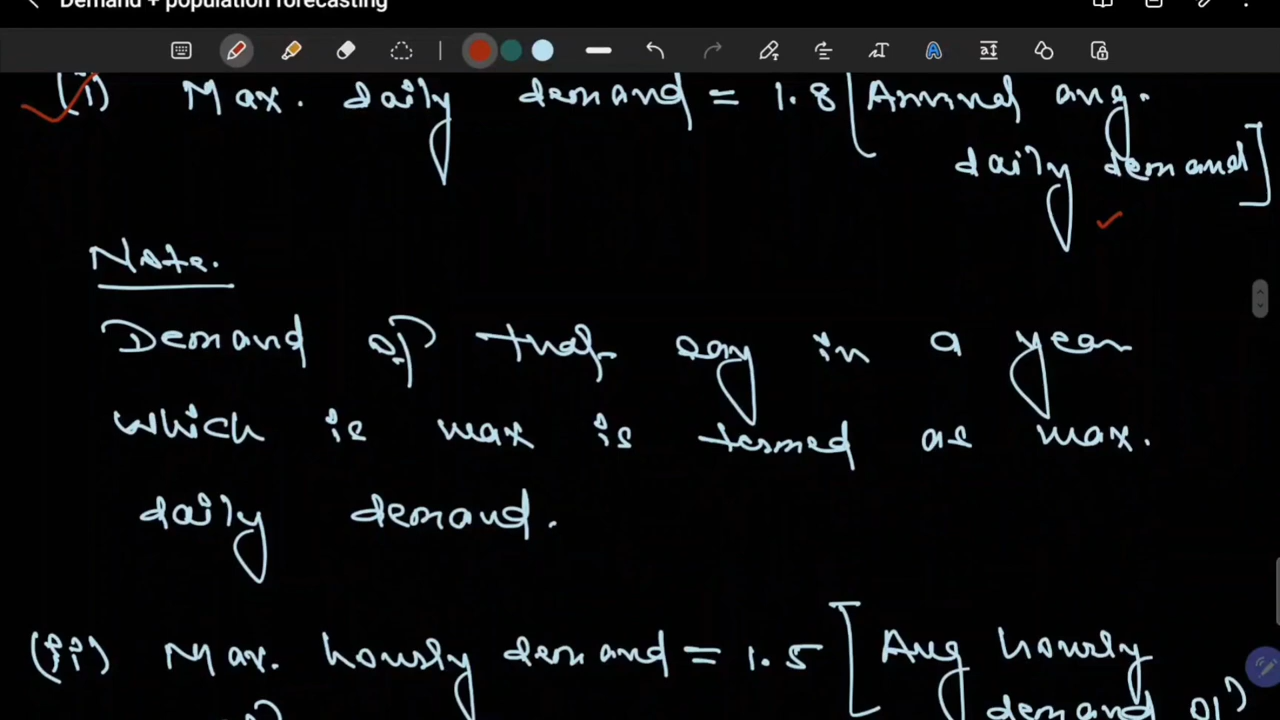 Demand + population forecasting
(i) Max. daily demand = 1.8 [Annual avg.
daily demand]
Note.
Demand of that day in a year
which is max is termed as max.
daily demand.
(ii) Max. hourly demand = 1.5 [Avg hourly
demand of